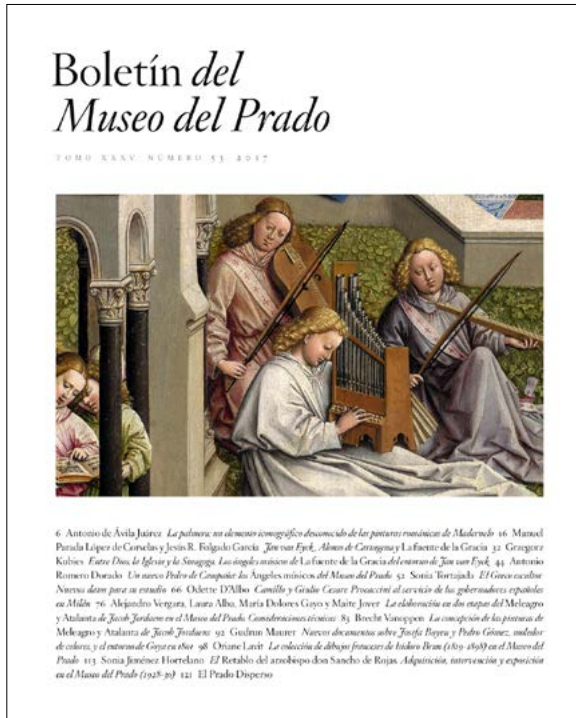 Boletín del
Museo del Prado
TOMO XXXV NÚMERO 53 2017
6 Antonio de Ávila Juárez La palmera: un elemento iconográfico desconocido de las pinturas románicas de Maderuelo 16 Manuel
Parada López de Corselas y Jesús R. Folgado García Jan van Eyck, Alonso de Cartagena y La fuente de la Gracia 32 Grzegorz
Kubies Entre Dios, la Iglesia y la Sinagoga. Los ángeles músicos de La fuente de la Gracia del entorno de Jan van Eyck 44 Antonio
Romero Dorado Un nuevo Pedro de Campaña: los Ángeles músicos del Museo del Prado 52 Sonia Tortajada El Greco escultor.
Nuevos datos para su estudio 66 Odette D'Albo Camillo y Giulio Cesare Procaccini al servicio de los gobernadores españoles
en Milán 76 Alejandro Vergara, Laura Alba, María Dolores Gayo y Maite Jover La elaboración en dos etapas del Meleagro
y Atalanta de Jacob Jordaens en el Museo del Prado. Consideraciones técnicas 83 Brecht Vanoppen La concepción de las pinturas de
Meleagro y Atalanta de Jacob Jordaens 92 Gudrun Maurer Nuevos documentos sobre Josefa Bayeu y Pedro Gómez, moledor
de colores, y el entorno de Goya en 1801 98 Oriane Lavit La colección de dibujos franceses de Isidoro Brun (1819-1898) en el Museo del
Prado 113 Sonia Jiménez Hortelano El Retablo del arzobispo don Sancho de Rojas. Adquisición, intervención y exposición
en el Museo del Prado (1928-30) 121 El Prado Disperso